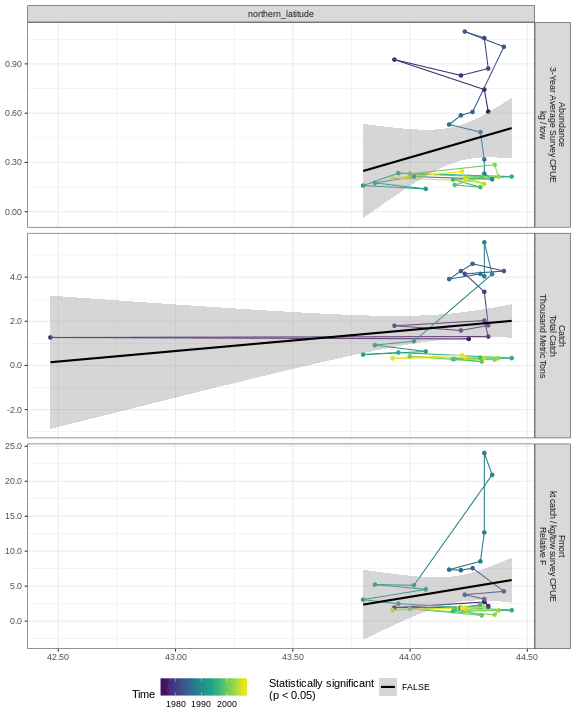 northern_latitude
0.90
0.60
0.30
0.00
Abundance
3-Year Average Survey CPUE
kg / tow
4.0
2.0
0.0
-2.0
Catch
Total Catch
Thousand Metric Tons
25.0
20.0
15.0
10.0
5.0
0.0
Fmort
kt catch / kg/tow survey CPUE
Relative F
42.50 43.00 43.50 44.00 44.50
Time
1980 1990 2000
Statistically significant
(p < 0.05)
FALSE